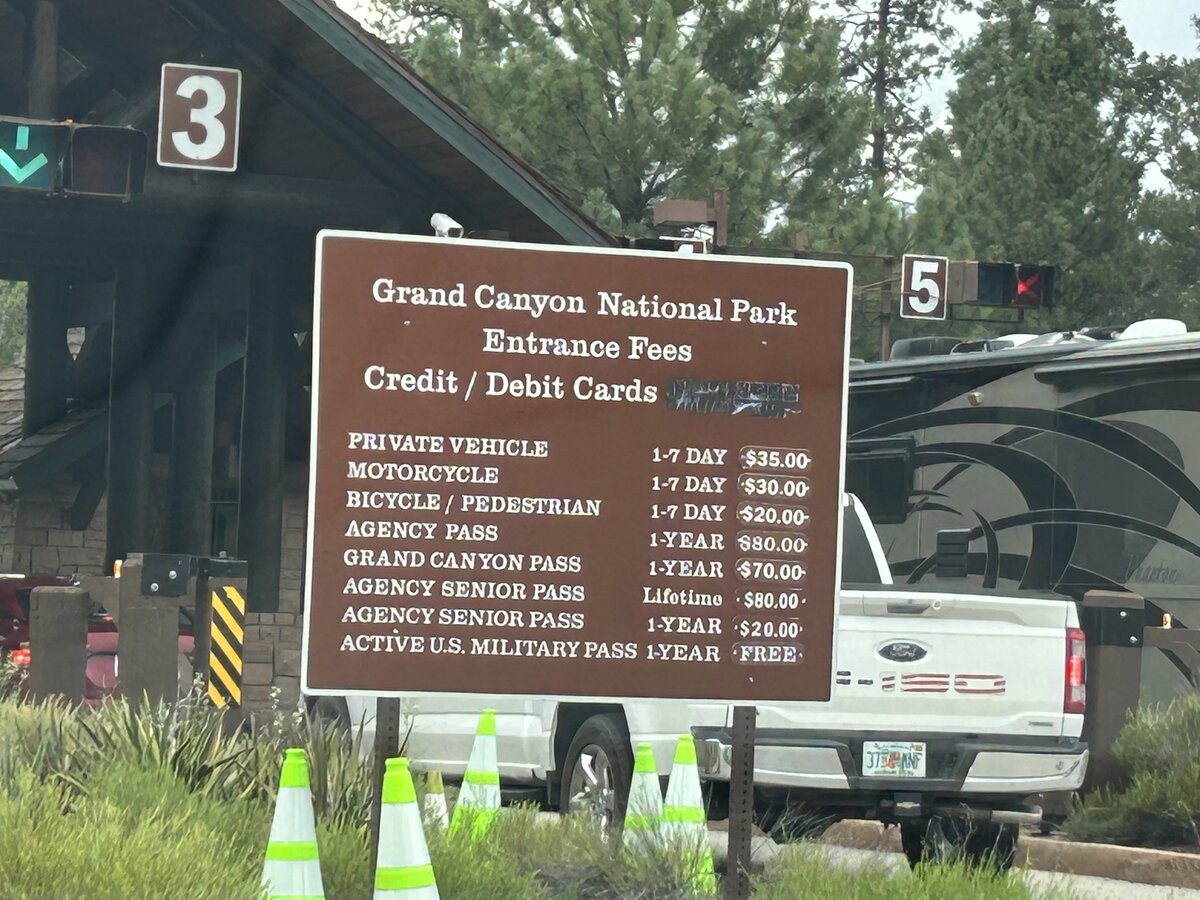 3
5
Grand Canyon National Park
Entrance Fees
Credit / Debit Cards
PRIVATE VEHICLE 1-7 DAY $35.00
MOTORCYCLE 1-7 DAY $30.00
BICYCLE / PEDESTRIAN 1-7 DAY $20.00
AGENCY PASS 1-YEAR $80.00
GRAND CANYON PASS 1-YEAR $70.00
AGENCY SENIOR PASS Lifetime $80.00
AGENCY SENIOR PASS 1-YEAR $20.00
ACTIVE U.S. MILITARY PASS 1-YEAR FREE
Ford